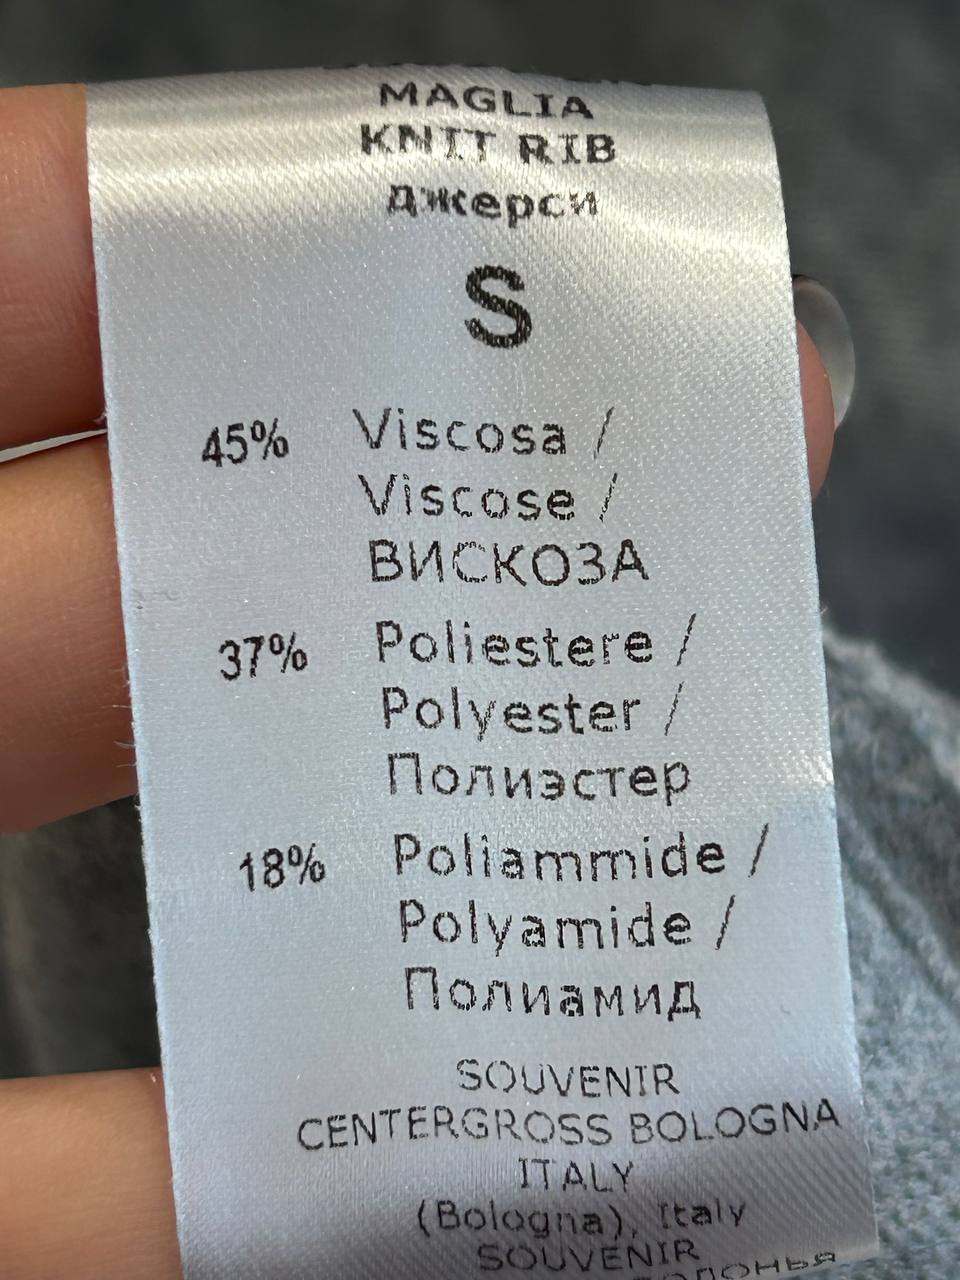 MAGLIA
KNIT RIB
джерси
S
45% Viscosa /
Viscose /
ВИСКОЗА
37% Poliestere /
Polyester /
Полиэстер
18% Poliammide /
Polyamide /
Полиамид
SOUVENIR
CENTERGROSS BOLOGNA
ITALY
(Bologna), Italy
SOUVENIR